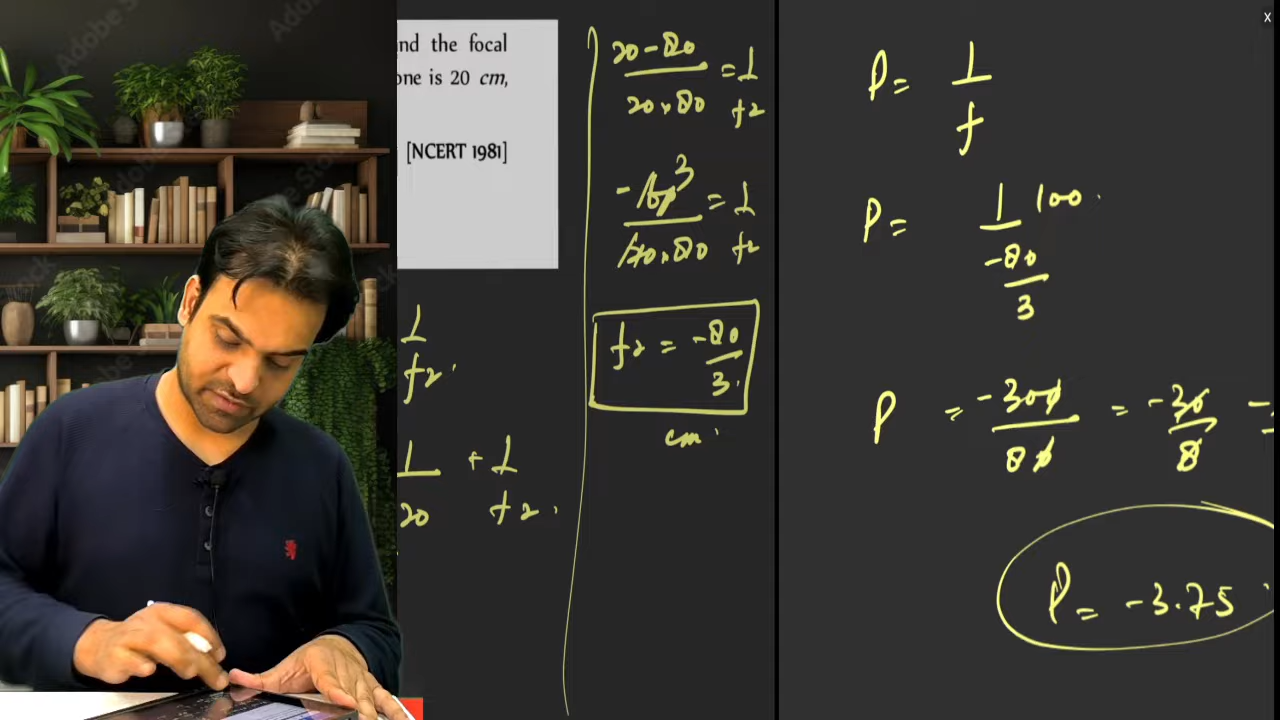 nd the focal
one is 20 cm,
[NCERT 1981]
1
f2.
1/20 + 1/f2.
20-80/20×80 = 1/f2
-60 3/20×80 = 1/f2
f2 = -80/3.
cm.
P = 1/f
P = 1 100/-80/3
P = -300/80 = -30/8
P = -3.75
x